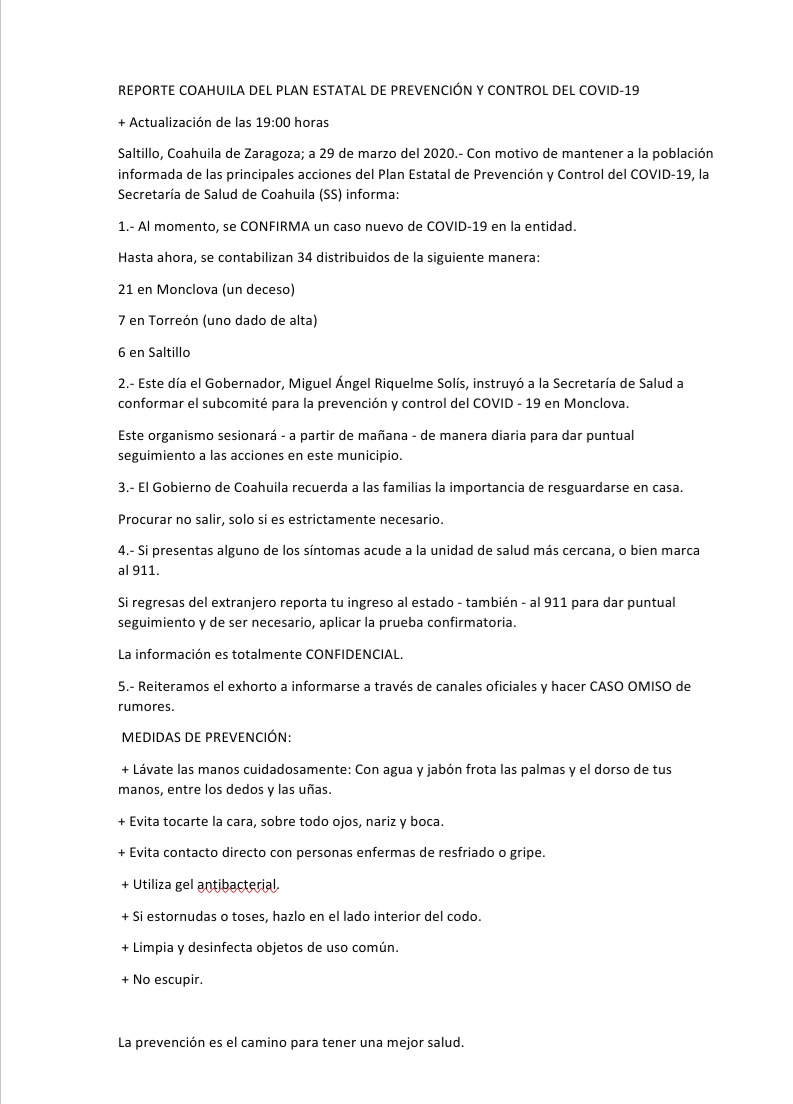 REPORTE COAHUILA DEL PLAN ESTATAL DE PREVENCIÓN Y CONTROL DEL COVID-19
+ Actualización de las 19:00 horas
Saltillo, Coahuila de Zaragoza; a 29 de marzo del 2020.- Con motivo de mantener a la población
informada de las principales acciones del Plan Estatal de Prevención y Control del COVID-19, la
Secretaría de Salud de Coahuila (SS) informa:
1.- Al momento, se CONFIRMA un caso nuevo de COVID-19 en la entidad.
Hasta ahora, se contabilizan 34 distribuidos de la siguiente manera:
21 en Monclova (un deceso)
7 en Torreón (uno dado de alta)
6 en Saltillo
2.- Este día el Gobernador, Miguel Ángel Riquelme Solís, instruyó a la Secretaría de Salud a
conformar el subcomité para la prevención y control del COVID - 19 en Monclova.
Este organismo sesionará - a partir de mañana - de manera diaria para dar puntual
seguimiento a las acciones en este municipio.
3.- El Gobierno de Coahuila recuerda a las familias la importancia de resguardarse en casa.
Procurar no salir, solo si es estrictamente necesario.
4.- Si presentas alguno de los síntomas acude a la unidad de salud más cercana, o bien marca
al 911.
Si regresas del extranjero reporta tu ingreso al estado - también - al 911 para dar puntual
seguimiento y de ser necesario, aplicar la prueba confirmatoria.
La información es totalmente CONFIDENCIAL.
5.- Reiteramos el exhorto a informarse a través de canales oficiales y hacer CASO OMISO de
rumores.
MEDIDAS DE PREVENCIÓN:
+ Lávate las manos cuidadosamente: Con agua y jabón frota las palmas y el dorso de tus
manos, entre los dedos y las uñas.
+ Evita tocarte la cara, sobre todo ojos, nariz y boca.
+ Evita contacto directo con personas enfermas de resfriado o gripe.
+ Utiliza gel antibacterial.
+ Si estornudas o toses, hazlo en el lado interior del codo.
+ Limpia y desinfecta objetos de uso común.
+ No escupir.
La prevención es el camino para tener una mejor salud.